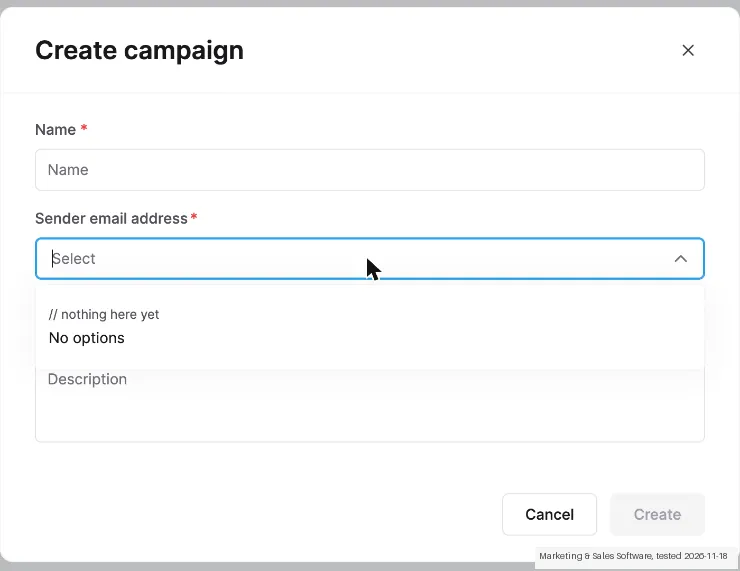 Create campaign
Name *
Name
Sender email address *
Select
// nothing here yet
No options
Description
Cancel
Create
Marketing & Sales Software, tested 2026-11-18